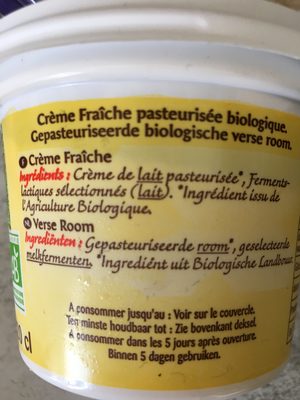 Crème Fraîche pasteurisée biologique.
Gepasteuriseerde biologische verse room.
Crème Fraîche
Ingrédients : Crème de lait pasteurisée*, Ferments
lactiques sélectionnés (lait). *Ingrédient issu de
l'Agriculture Biologique.
Verse Room
Ingrediënten : Gepasteuriseerde room*, geselecteerde
melkfermenten. *Ingrediënt uit Biologische Landbouw.
A consommer jusqu'au : Voir sur le couvercle.
Ten minste houdbaar tot : Zie bovenkant deksel.
A consommer dans les 5 jours après ouverture.
Binnen 5 dagen gebruiken.
cl